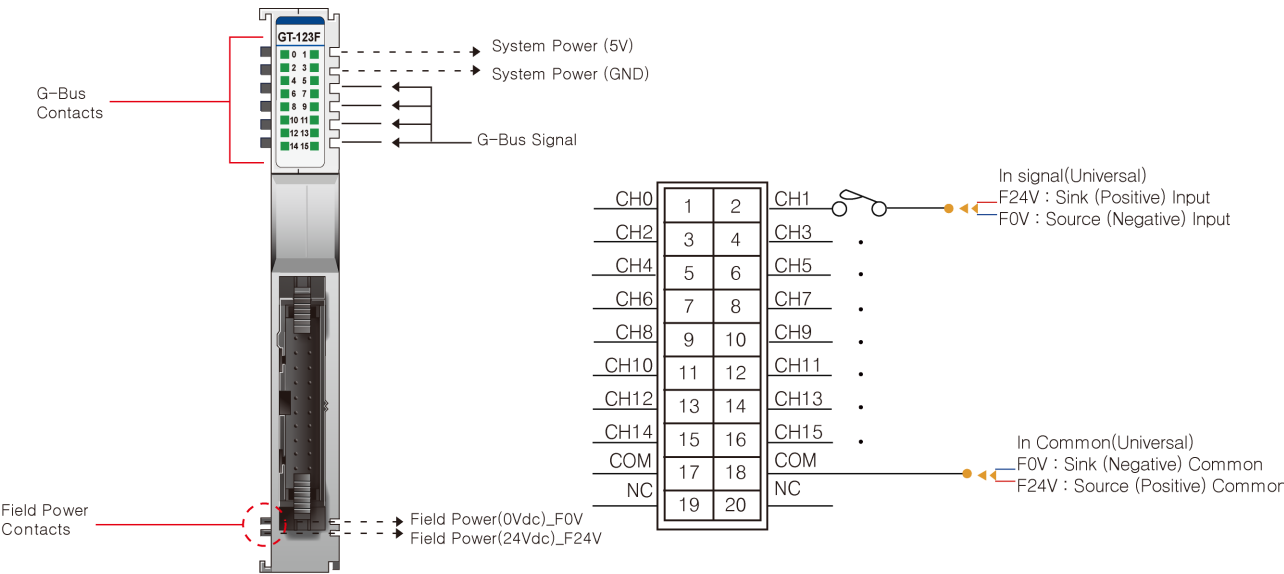 GT-123F
0 1
2 3
4 5
6 7
8 9
10 11
12 13
14 15
System Power (5V)
System Power (GND)
G-Bus Signal
G-Bus
Contacts
Field Power
Contacts
Field Power(0Vdc)_F0V
Field Power(24Vdc)_F24V
CH0 1 2 CH1
CH2 3 4 CH3
CH4 5 6 CH5
CH6 7 8 CH7
CH8 9 10 CH9
CH10 11 12 CH11
CH12 13 14 CH13
CH14 15 16 CH15
COM 17 18 COM
NC 19 20 NC
In signal(Universal)
F24V : Sink (Positive) Input
F0V : Source (Negative) Input
In Common(Universal)
F0V : Sink (Negative) Common
F24V : Source (Positive) Common